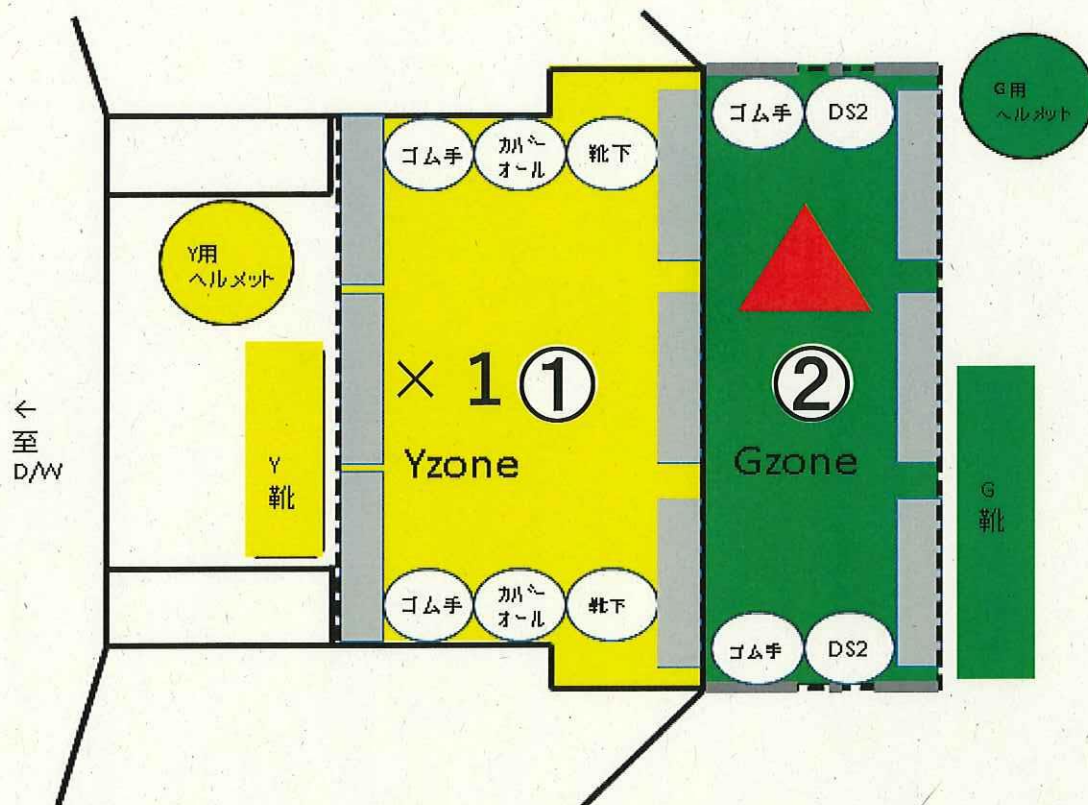 ゴム手
DS2
G用
ヘルメット
ゴム手
カバー
オール
靴下
Y用
ヘルメット
←
至
D/W
× 1 ①
Yzone
②
Gzone
Y
靴
G
靴
ゴム手
カバー
オール
靴下
ゴム手
DS2